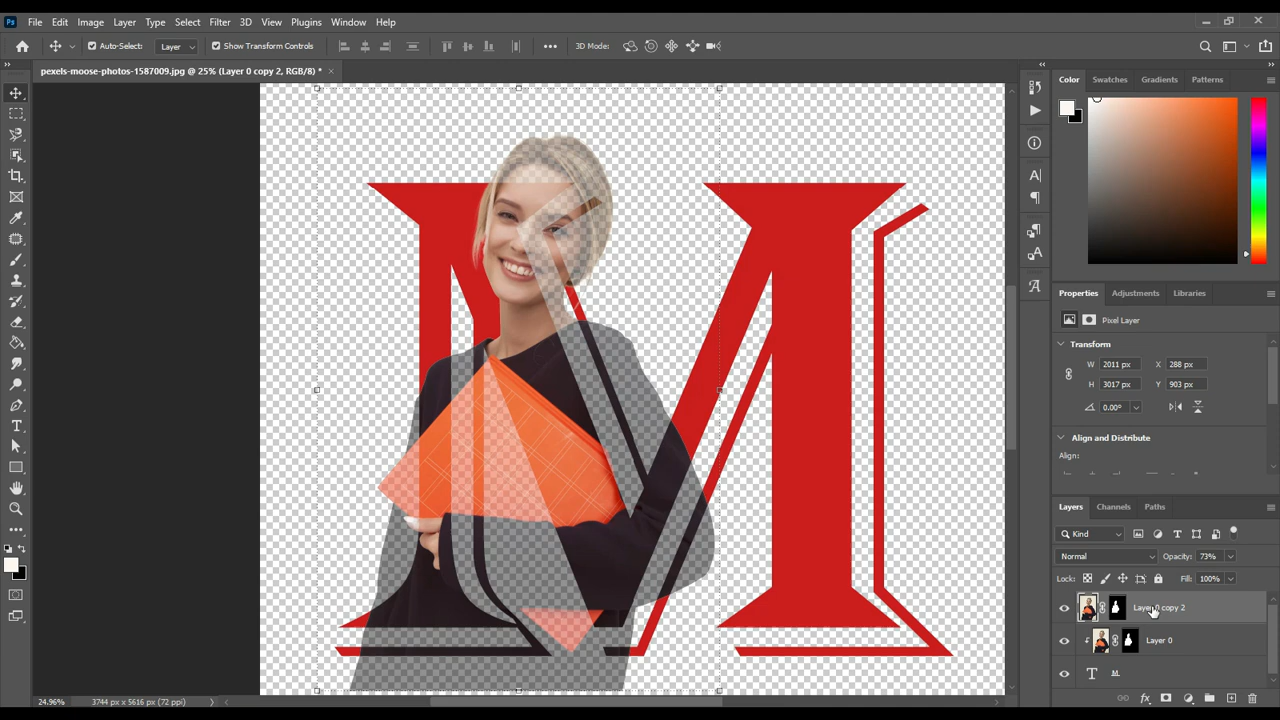 Ps File Edit Image Layer Type Select Filter 3D View Plugins Window Help
Auto-Select: Layer Show Transform Controls 3D Mode:
pexels-moose-photos-1587009.jpg @ 25% (Layer 0 copy 2, RGB/8) *
Color Swatches Gradients Patterns
Properties Adjustments Libraries
Pixel Layer
Transform
W 2011 px X 288 px
H 3017 px Y 903 px
0.00°
Align and Distribute
Align:
Layers Channels Paths
Kind
Normal Opacity: 73%
Lock: Fill: 100%
Layer 0 copy 2
Layer 0
M
24.96% 3744 px x 5616 px (72 ppi)